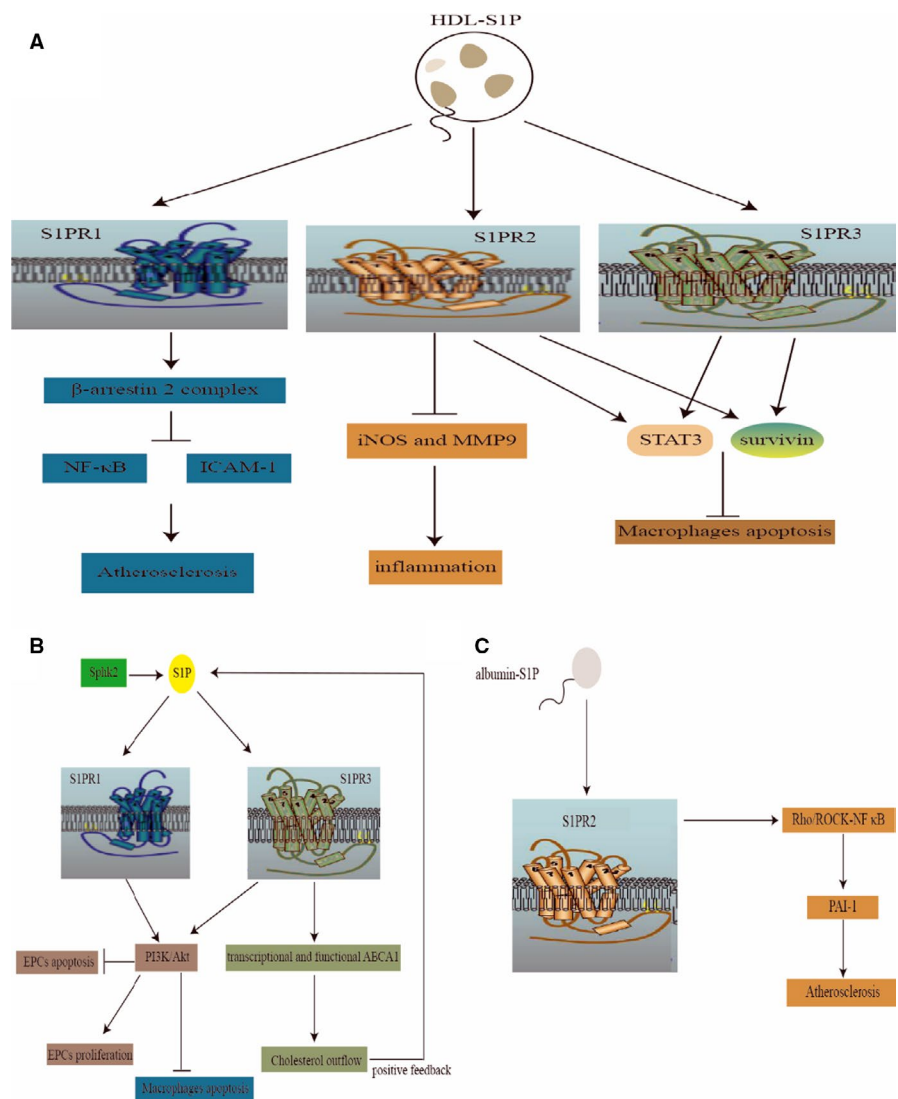 A
HDL-S1P
S1PR1
S1PR2
S1PR3
β-arrestin 2 complex
NF-κB
ICAM-1
iNOS and MMP9
STAT3
survivin
Atherosclerosis
inflammation
Macrophages apoptosis
B
Sphk2
S1P
S1PR1
S1PR3
EPCs apoptosis
PI3K/Akt
transcriptional and functional ABCA1
EPCs proliferation
Cholesterol outflow
positive feedback
Macrophages apoptosis
C
albumin-S1P
S1PR2
Rho/ROCK-NF κB
PAI-1
Atherosclerosis